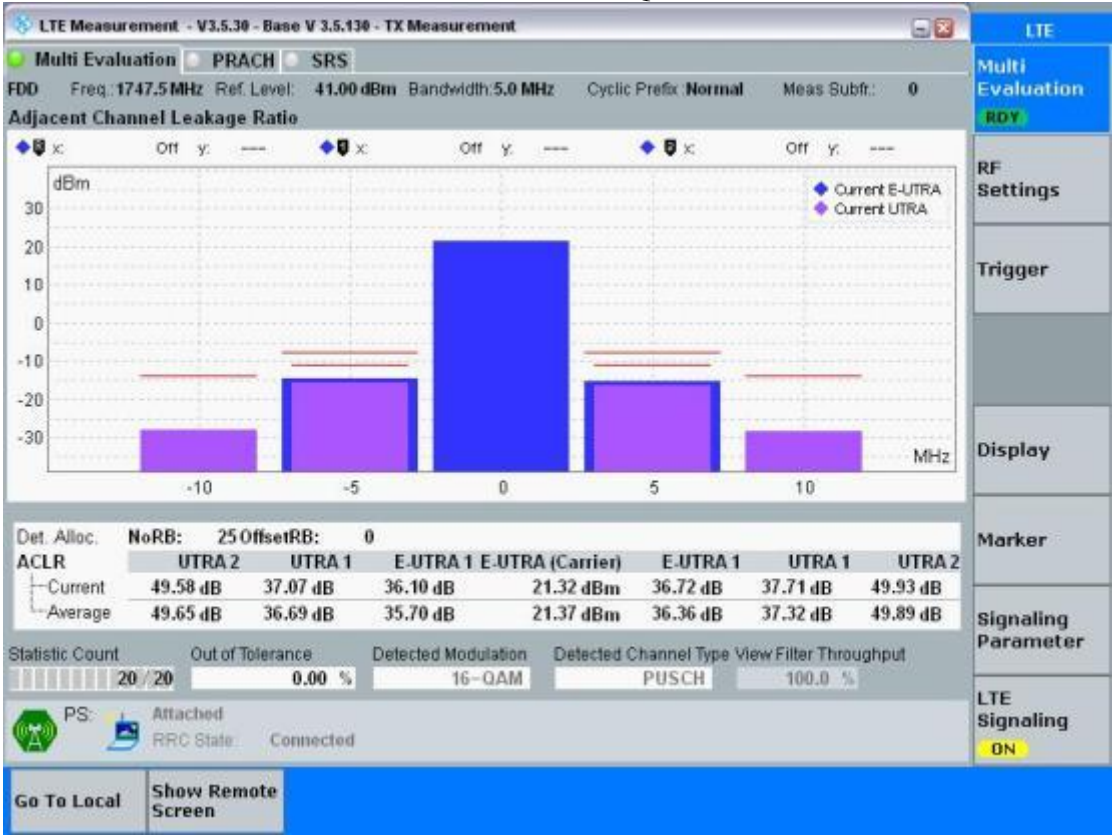 LTE Measurement - V3.5.30 - Base V 3.5.130 - TX Measurement
LTE
Multi Evaluation PRACH SRS
FDD Freq.: 1747.5 MHz Ref. Level: 41.00 dBm Bandwidth: 5.0 MHz Cyclic Prefix: Normal Meas Subfr.: 0
Adjacent Channel Leakage Ratio
x: Off y: --- x: Off y: --- x: Off y: ---
dBm
Current E-UTRA
Current UTRA
30
20
10
0
-10
-20
-30
MHz
-10 -5 0 5 10
Det. Alloc. NoRB: 25 OffsetRB: 0
ACLR UTRA 2 UTRA 1 E-UTRA 1 E-UTRA (Carrier) E-UTRA 1 UTRA 1 UTRA 2
Current 49.58 dB 37.07 dB 36.10 dB 21.32 dBm 36.72 dB 37.71 dB 49.93 dB
Average 49.65 dB 36.69 dB 35.70 dB 21.37 dBm 36.36 dB 37.32 dB 49.89 dB
Statistic Count Out of Tolerance Detected Modulation Detected Channel Type View Filter Throughput
20 / 20 0.00 % 16-QAM PUSCH 100.0 %
PS: Attached
RRC State: Connected
Go To Local
Show Remote
Screen
Multi
Evaluation
RDY
RF
Settings
Trigger
Display
Marker
Signaling
Parameter
LTE
Signaling
ON